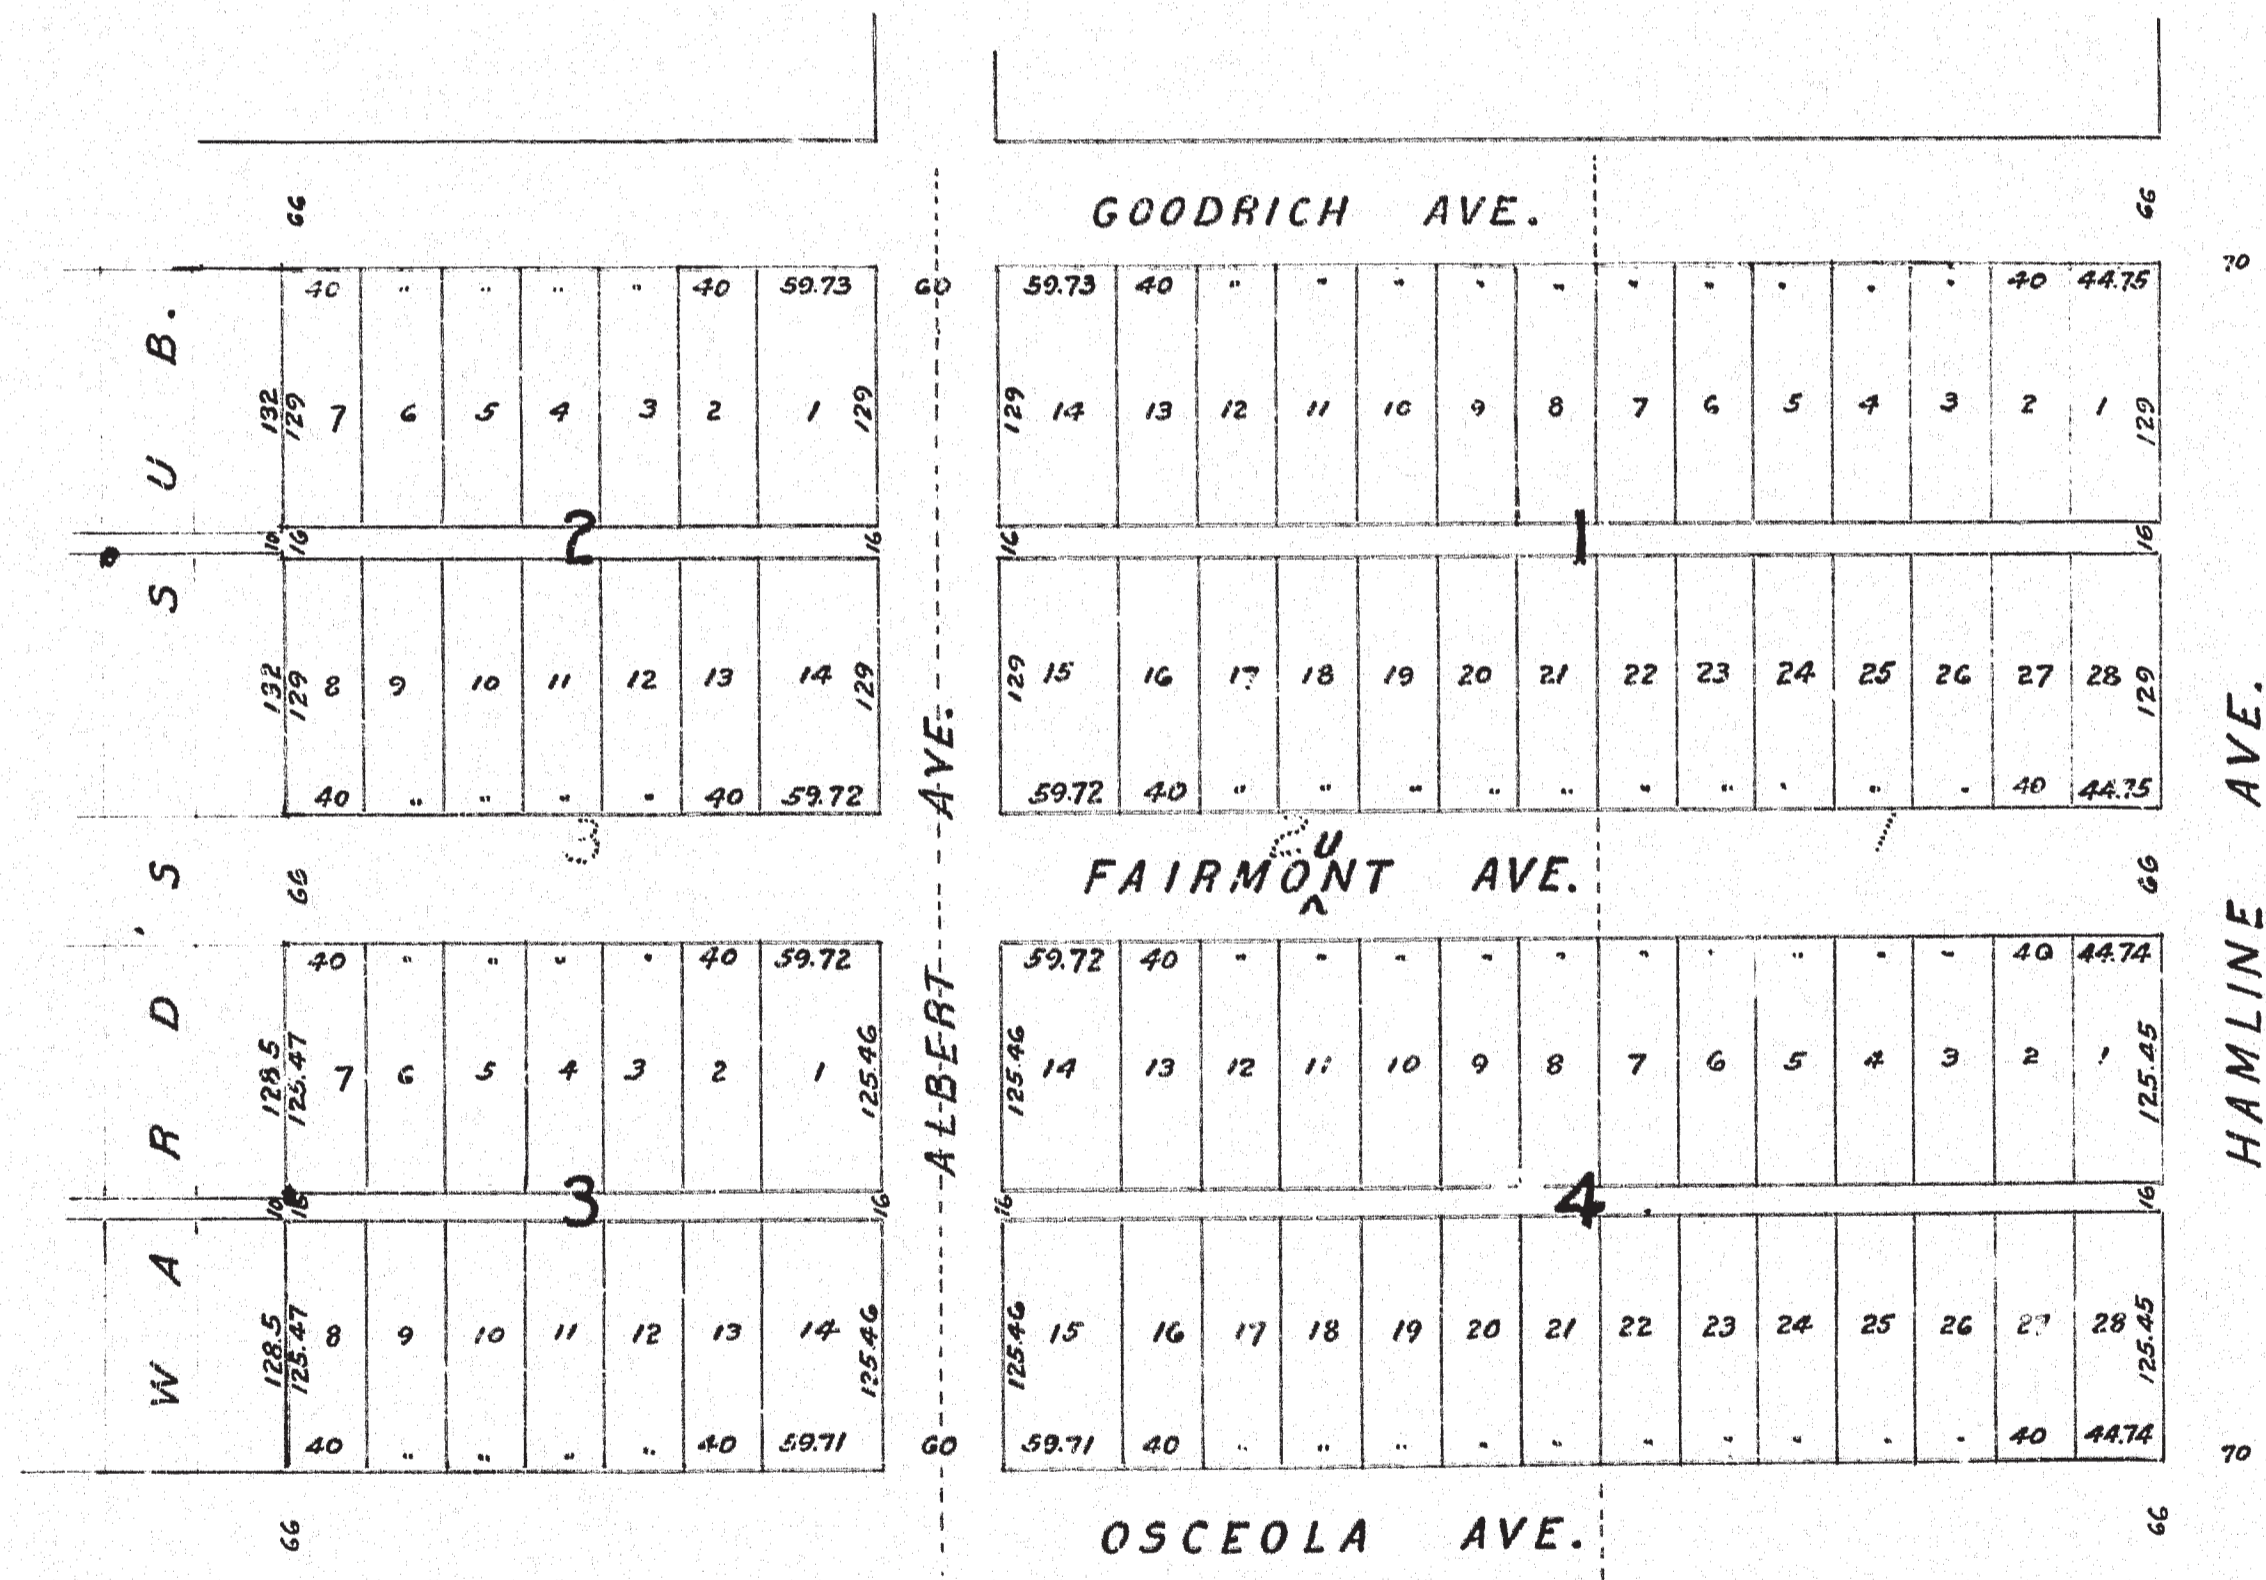 66 GOODRICH AVE. 66
70
40 " " " " 40 59.73 60 59.73 40 " " " " " " " " " " 40 44.75
132 129 7 6 5 4 3 2 1 129 129 14 13 12 11 10 9 8 7 6 5 4 3 2 1 129
10 16 2 16 16 1 16
132 129 8 9 10 11 12 13 14 129 129 15 16 17 18 19 20 21 22 23 24 25 26 27 28 129
40 " " " " 40 59.72 59.72 40 " " " " " " " " " " 40 44.75
3 2 1
66 FAIRMONT AVE. 66
U
^
40 " " " " 40 59.72 59.72 40 " " " " " " " " " " 40 44.74
128.5 125.47 7 6 5 4 3 2 1 125.46 125.46 14 13 12 11 10 9 8 7 6 5 4 3 2 1 125.45
10 16 3 16 16 4 16
128.5 125.47 8 9 10 11 12 13 14 125.46 125.46 15 16 17 18 19 20 21 22 23 24 25 26 27 28 125.45
40 " " " " 40 59.71 60 59.71 40 " " " " " " " " " " 40 44.74
70
66 OSCEOLA AVE. 66
WARD'S SUB.
ALBERT AVE.
HAMLINE AVE.